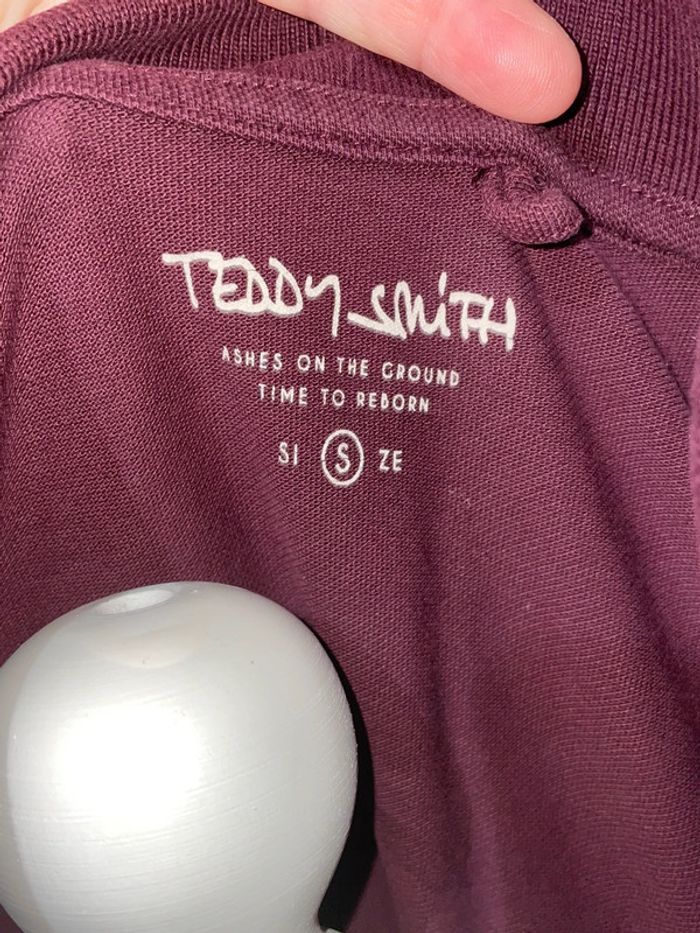 TEDDY SMITH
ASHES ON THE GROUND
TIME TO REBORN
SI S ZE